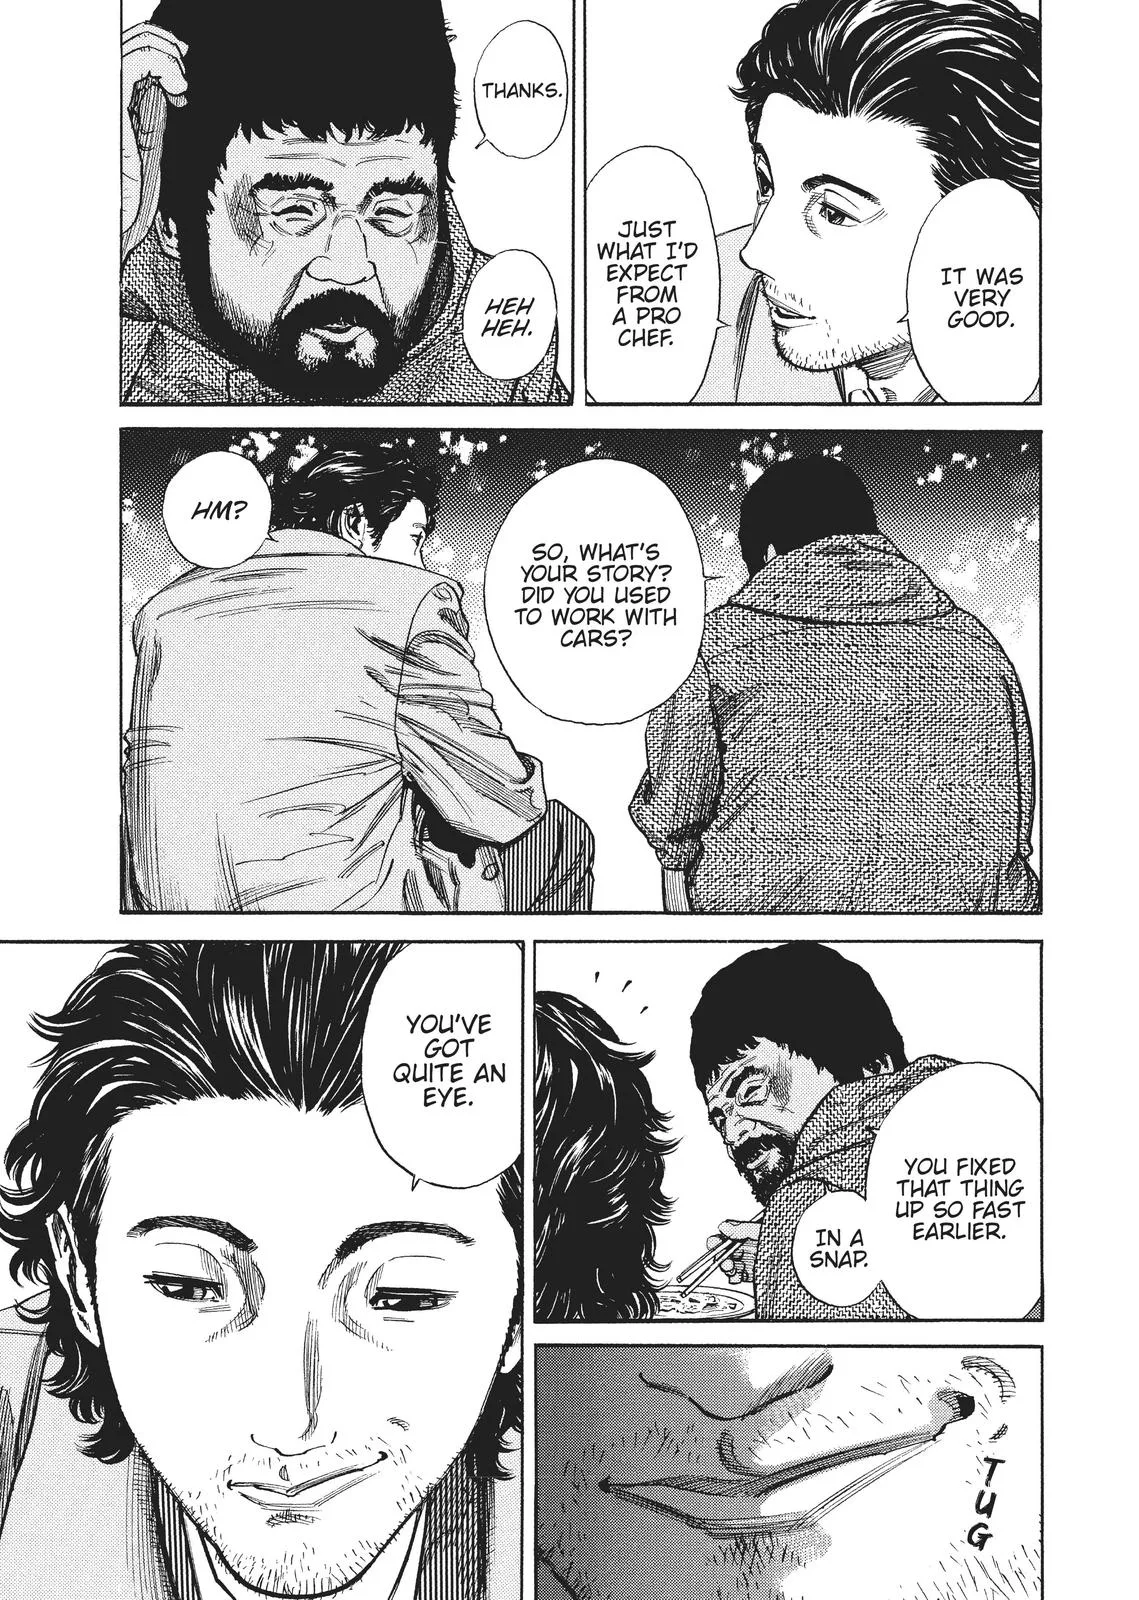 IT WAS
VERY
GOOD.
JUST
WHAT I'D
EXPECT
FROM
A PRO
CHEF.
THANKS.
HEH
HEH.
SO, WHAT'S
YOUR STORY?
DID YOU USED
TO WORK WITH
CARS?
HM?
YOU FIXED
THAT THING
UP SO FAST
EARLIER.
IN A
SNAP.
TUG
YOU'VE
GOT
QUITE AN
EYE.